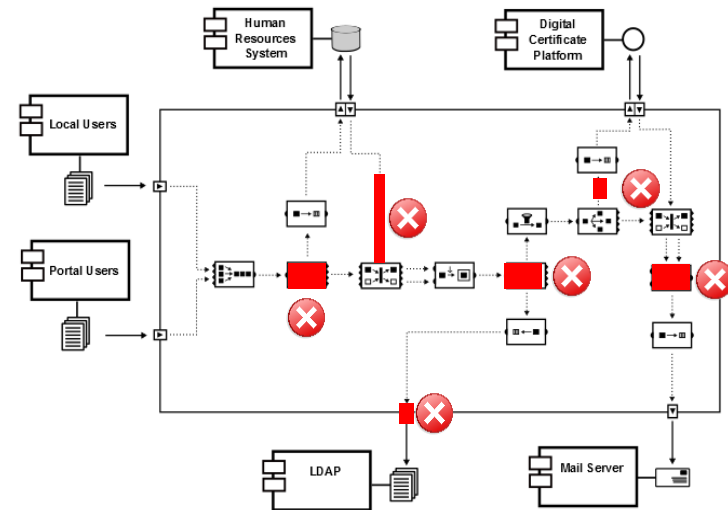 Human
Resources
System
Digital
Certificate
Platform
Local Users
Portal Users
LDAP
Mail Server